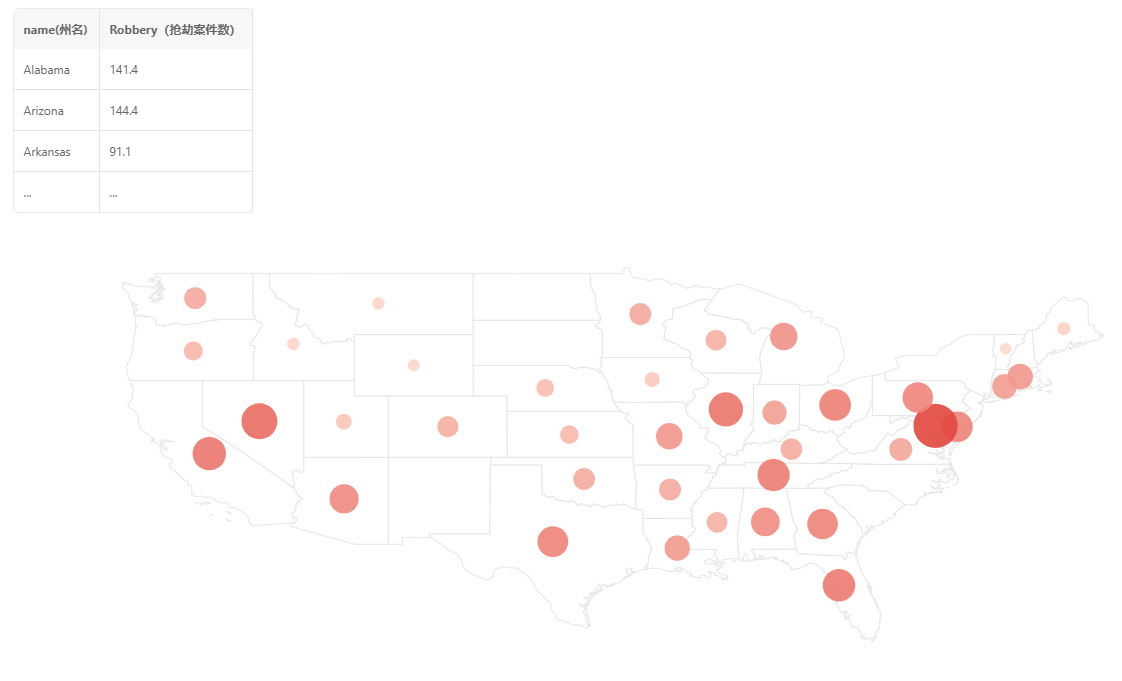 name(州名) Robbery（抢劫案件数）
Alabama 141.4
Arizona 144.4
Arkansas 91.1
... ...